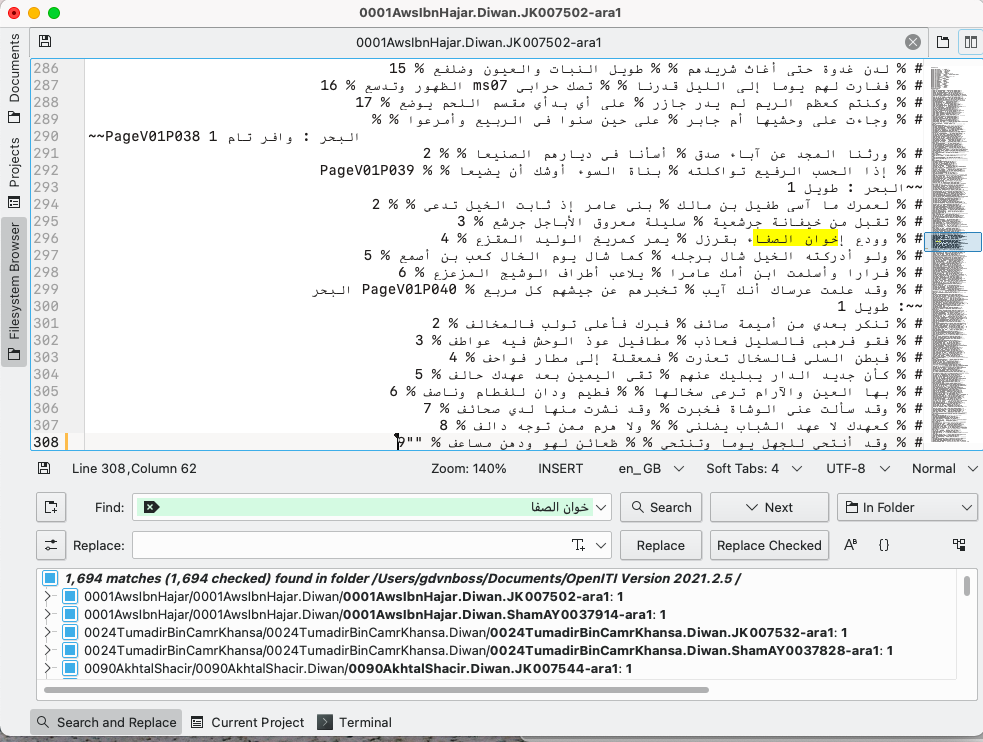 0001AwsIbnHajar.Diwan.JK007502-ara1
0001AwsIbnHajar.Diwan.JK007502-ara1
Documents
Projects
Filesystem Browser
286 # % لدن غدوة حتى أغاث شريدهم % % طويل النبات والعيون وضلفع % 15
287 # % ففارت لهم يوما إلى الليل قدرنا % % تصك حرابى ms07 الظهور وتدسع % 16
288 # % وكنتم كعظم الريم لم يدر جازر % على أي بدأي مقسم اللحم يوضع % 17
289 # % وجاءت على وحشيها أم جابر % على حين سنوا فى الربيع وأمرعوا % %
290 ~~PageV01P038 البحر : وافر تام 1
291 # % ورثنا المجد عن آباء صدق % أسأنا فى ديارهم الصنيعا % % 2
292 # % إذا الحسب الرفيع تواكلته % بناة السوء أوشك أن يضيعا % % PageV01P039
293 ~~البحر : طويل 1
294 # % لعمرك ما آسى طفيل بن مالك % بنى عامر إذ ثابت الخيل تدعى % % 2
295 # % تقبل من خيفانة جرشعية % سليلة معروق الأباجل جرشع % 3
296 # % وودع إخوان الصفاء بقرزل % يمر كمريخ الوليد المقزع % 4
297 # % ولو أدركته الخيل شال برجله % كما شال يوم الخال كعب بن أصمع % 5
298 # % فرارا وأسلمت ابن أمك عامرا % يلاعب أطراف الوشيج المزعزع % 6
299 # % وقد علمت عرساك أنك آيب % تخبرهم عن جيشهم كل مربع % PageV01P040 البحر
300 ~~: طويل 1
301 # % تنكر بعدي من أميمة صائف % فبرك فأعلى تولب فالمخالف % 2
302 # % فقو فرهبى فالسليل فعاذب % مطافيل عوذ الوحش فيه عواطف % 3
303 # % فبطن السلى فالسخال تعذرت % فمعقلة إلى مطار فواحف % 4
304 # % كأن جديد الدار يبليك عنهم % تقى اليمين بعد عهدك حالف % 5
305 # % بها العين والآرام ترعى سخالها % % فطيم ودان للفطام وناصف % 6
306 # % وقد سألت عنى الوشاة فخبرت % وقد نشرت منها لدي صحائف % 7
307 # % كعهدك لا عهد الشباب يضلنى % % ولا هرم ممن توجه دالف % 8
308 # % وقد أنتحى للجهل يوما وتنتحى % % ظعائن لهو ودهن مساعف % ""9
Line 308,Column 62 Zoom: 140% INSERT en_GB Soft Tabs: 4 UTF-8 Normal
Find: خوان الصفا Search Next In Folder
Replace: Replace Replace Checked {}
1,694 matches (1,694 checked) found in folder /Users/gdvnboss/Documents/OpenITI Version 2021.2.5 /
0001AwsIbnHajar/0001AwsIbnHajar.Diwan/0001AwsIbnHajar.Diwan.JK007502-ara1: 1
0001AwsIbnHajar/0001AwsIbnHajar.Diwan/0001AwsIbnHajar.Diwan.ShamAY0037914-ara1: 1
0024TumadirBinCamrKhansa/0024TumadirBinCamrKhansa.Diwan/0024TumadirBinCamrKhansa.Diwan.JK007532-ara1: 1
0024TumadirBinCamrKhansa/0024TumadirBinCamrKhansa.Diwan/0024TumadirBinCamrKhansa.Diwan.ShamAY0037828-ara1: 1
0090AkhtalShacir/0090AkhtalShacir.Diwan/0090AkhtalShacir.Diwan.JK007544-ara1: 1
Search and Replace Current Project Terminal